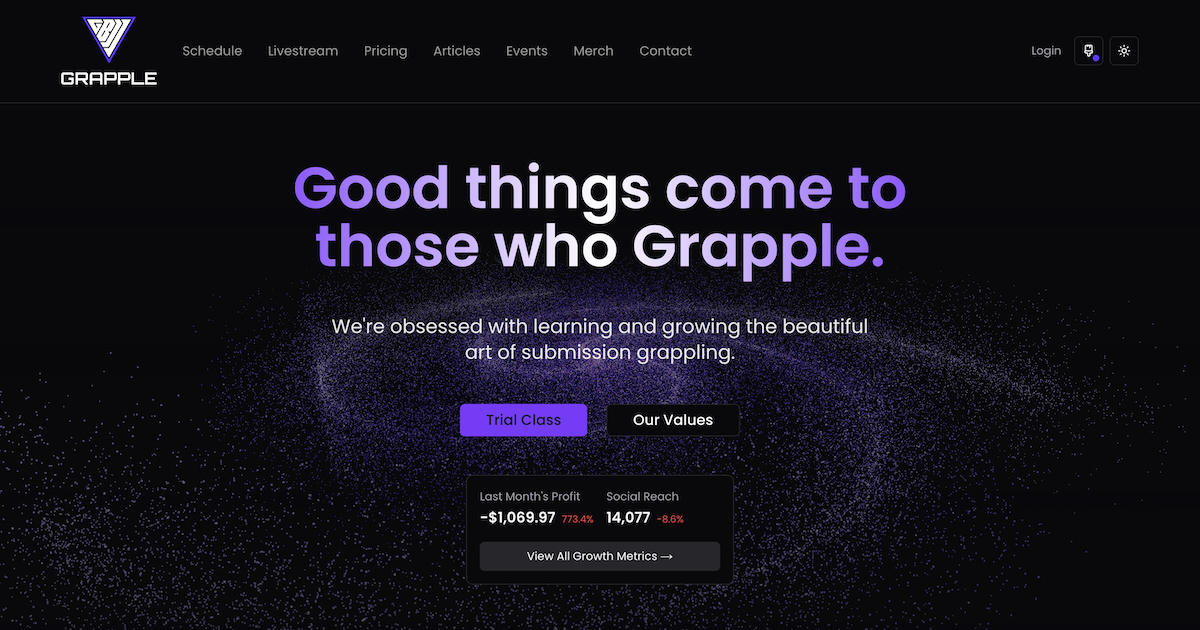 GBJJ
GRAPPLE
Schedule Livestream Pricing Articles Events Merch Contact
Login
Good things come to
those who Grapple.
We're obsessed with learning and growing the beautiful
art of submission grappling.
Trial Class Our Values
Last Month's Profit Social Reach
-$1,069.97 773.4% 14,077 -8.6%
View All Growth Metrics →